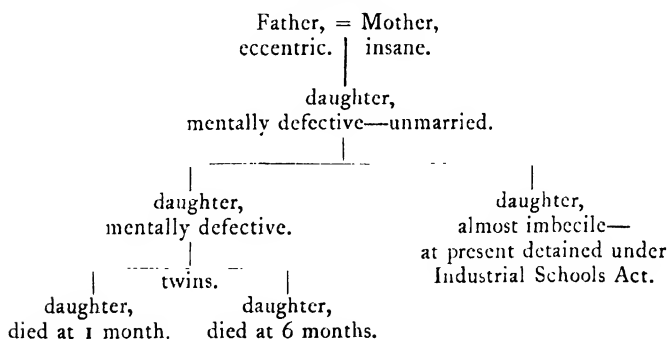 Father, = Mother,
eccentric. insane.
daughter,
mentally defective—unmarried.
daughter,
mentally defective.
daughter,
almost imbecile—
at present detained under
Industrial Schools Act.
twins.
daughter,
died at 1 month.
daughter,
died at 6 months.